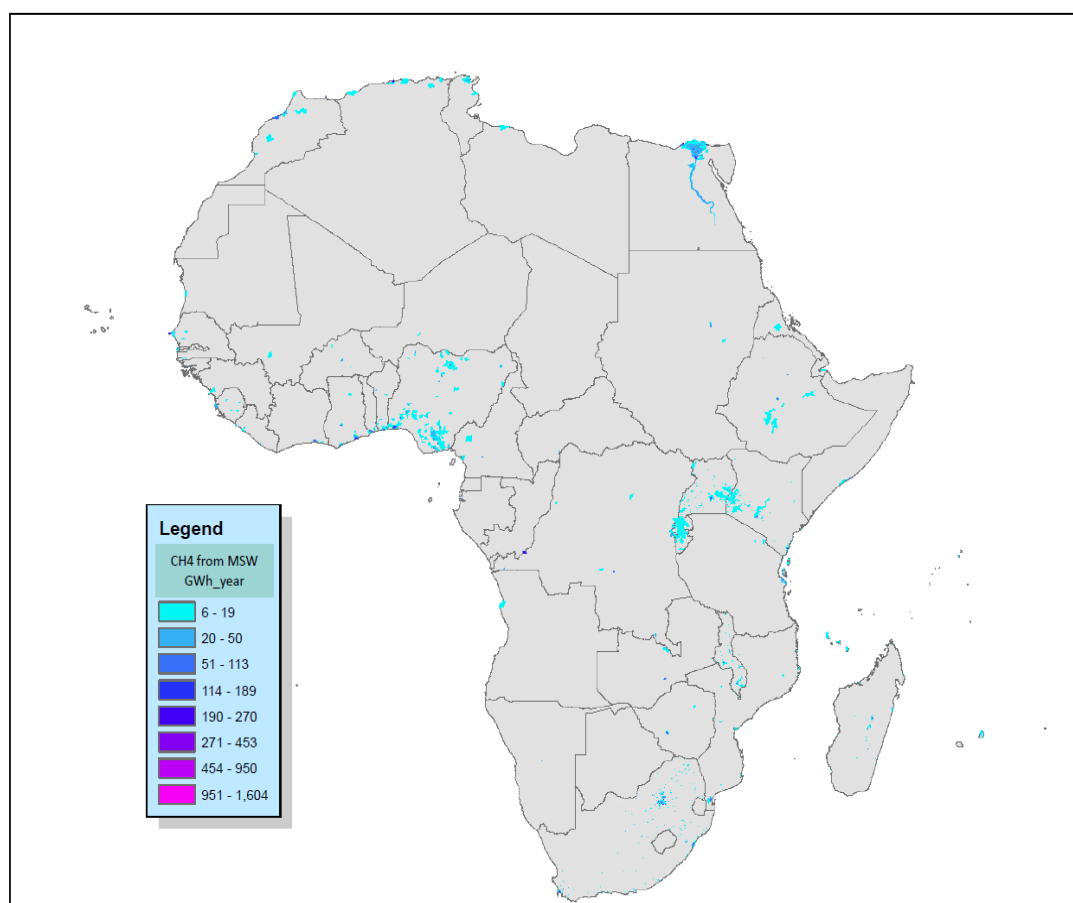 Legend
CH4 from MSW
GWh_year
6 - 19
20 - 50
51 - 113
114 - 189
190 - 270
271 - 453
454 - 950
951 - 1,604